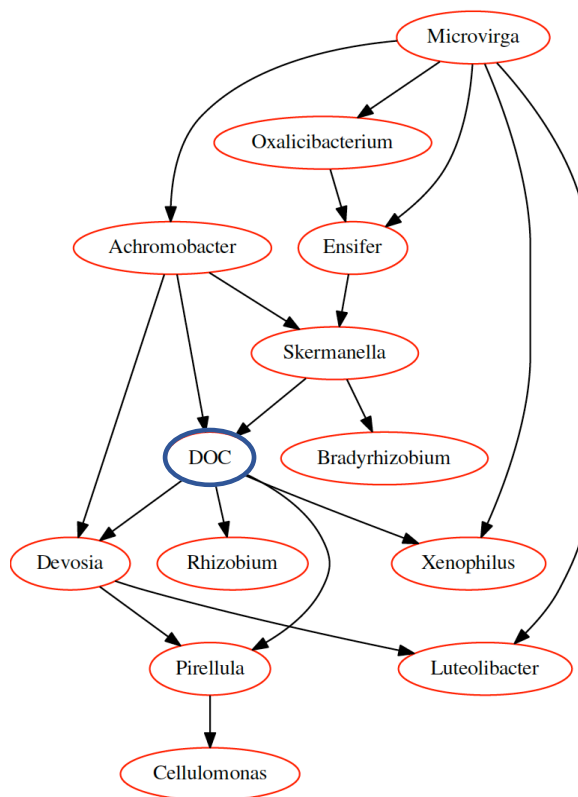 Microvirga
Oxalicibacterium
Achromobacter
Ensifer
Skermanella
DOC
Bradyrhizobium
Devosia
Rhizobium
Xenophilus
Pirellula
Luteolibacter
Cellulomonas